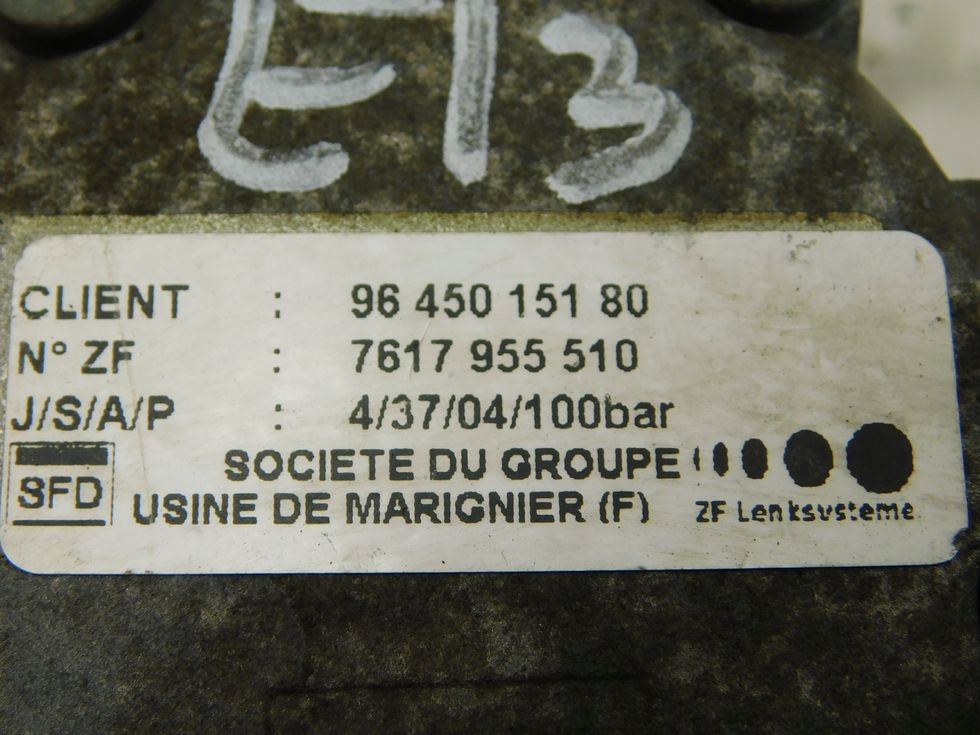 E13
CLIENT : 96 450 151 80
N° ZF : 7617 955 510
J/S/A/P : 4/37/04/100bar
SFD
SOCIETE DU GROUPE
USINE DE MARIGNIER (F) ZF Lenksysteme